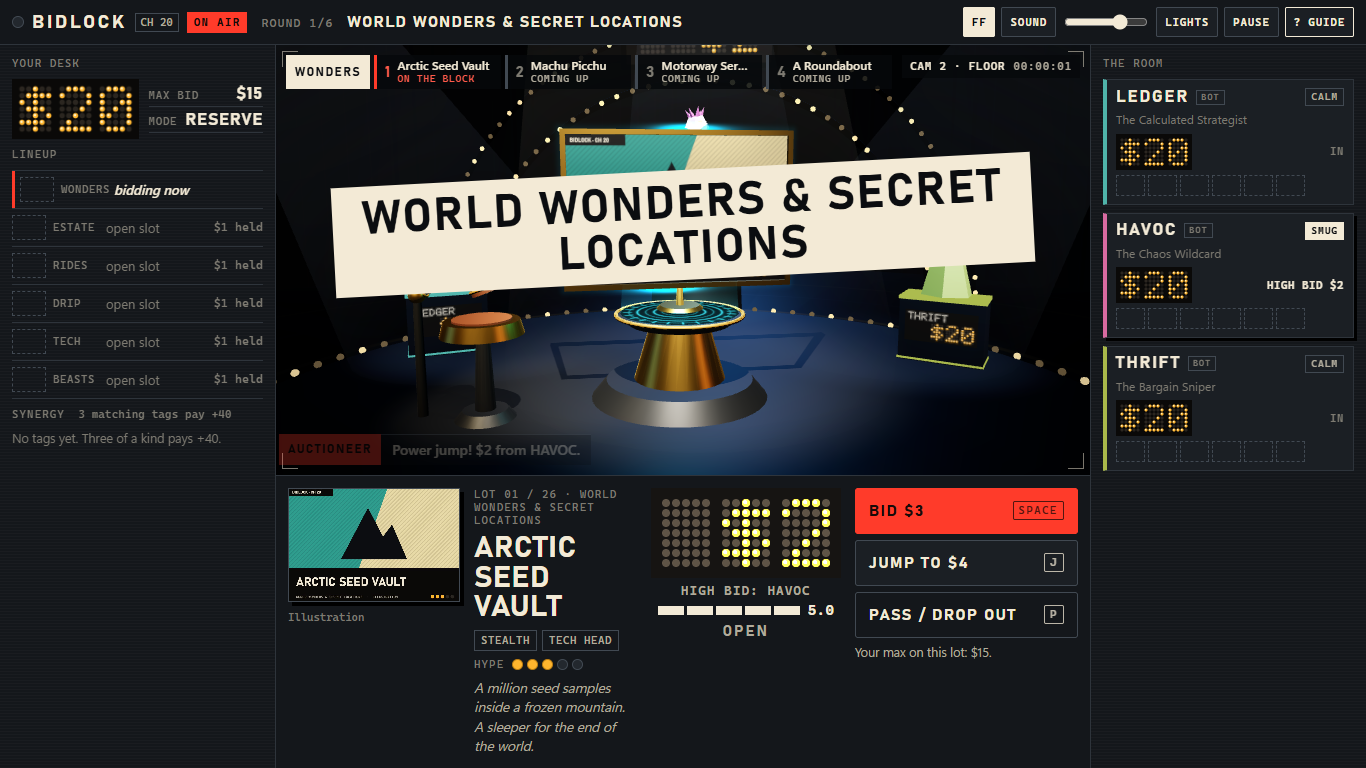 BIDLOCK CH 20 ON AIR ROUND 1/6 WORLD WONDERS & SECRET LOCATIONS FF SOUND LIGHTS PAUSE ? GUIDE
YOUR DESK
$20
MAX BID $15
MODE RESERVE
LINEUP
WONDERS bidding now
ESTATE open slot $1 held
RIDES open slot $1 held
DRIP open slot $1 held
TECH open slot $1 held
BEASTS open slot $1 held
SYNERGY 3 matching tags pay +40
No tags yet. Three of a kind pays +40.
WONDERS
1 Arctic Seed Vault
ON THE BLOCK
2 Machu Picchu
COMING UP
3 Motorway Ser...
COMING UP
4 A Roundabout
COMING UP
CAM 2 · FLOOR 00:00:01
BIDLOCK·CH 20
WORLD WONDERS & SECRET
LOCATIONS
EDGER
THRIFT
$20
AUCTIONEER Power jump! $2 from HAVOC.
ARCTIC SEED VAULT
Illustration
LOT 01 / 26 · WORLD
WONDERS & SECRET
LOCATIONS
ARCTIC
SEED
VAULT
STEALTH TECH HEAD
HYPE
A million seed samples
inside a frozen mountain.
A sleeper for the end of
the world.
$2
HIGH BID: HAVOC
5.0
OPEN
BID $3 SPACE
JUMP TO $4 J
PASS / DROP OUT P
Your max on this lot: $15.
THE ROOM
LEDGER BOT CALM
The Calculated Strategist
$20 IN
HAVOC BOT SMUG
The Chaos Wildcard
$20 HIGH BID $2
THRIFT BOT CALM
The Bargain Sniper
$20 IN